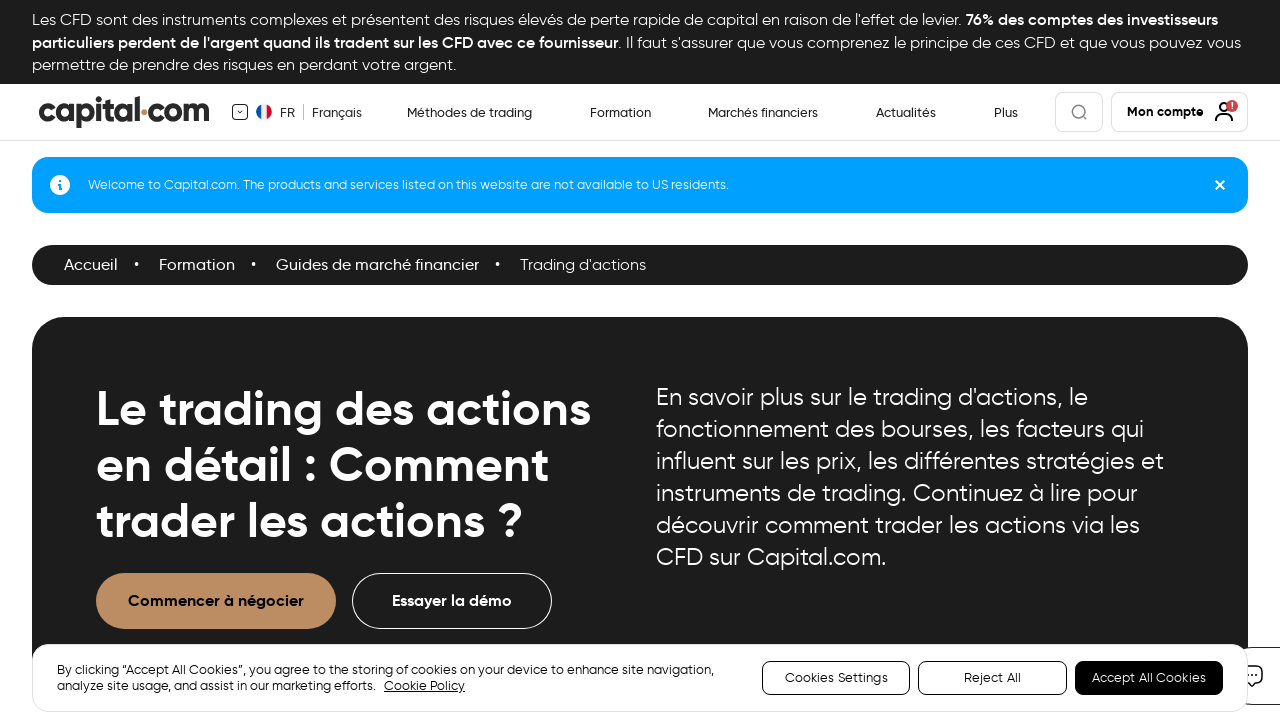 Les CFD sont des instruments complexes et présentent des risques élevés de perte rapide de capital en raison de l'effet de levier. 76% des comptes des investisseurs
particuliers perdent de l'argent quand ils tradent sur les CFD avec ce fournisseur. Il faut s'assurer que vous comprenez le principe de ces CFD et que vous pouvez vous
permettre de prendre des risques en perdant votre argent.
capital.com FR Français Méthodes de trading Formation Marchés financiers Actualités Plus Mon compte
Welcome to Capital.com. The products and services listed on this website are not available to US residents.
Accueil • Formation • Guides de marché financier • Trading d'actions
Le trading des actions
en détail : Comment
trader les actions ?
En savoir plus sur le trading d'actions, le
fonctionnement des bourses, les facteurs qui
influent sur les prix, les différentes stratégies et
instruments de trading. Continuez à lire pour
découvrir comment trader les actions via les
CFD sur Capital.com.
Commencer à négocier Essayer la démo
By clicking “Accept All Cookies”, you agree to the storing of cookies on your device to enhance site navigation,
analyze site usage, and assist in our marketing efforts. Cookie Policy
Cookies Settings Reject All Accept All Cookies